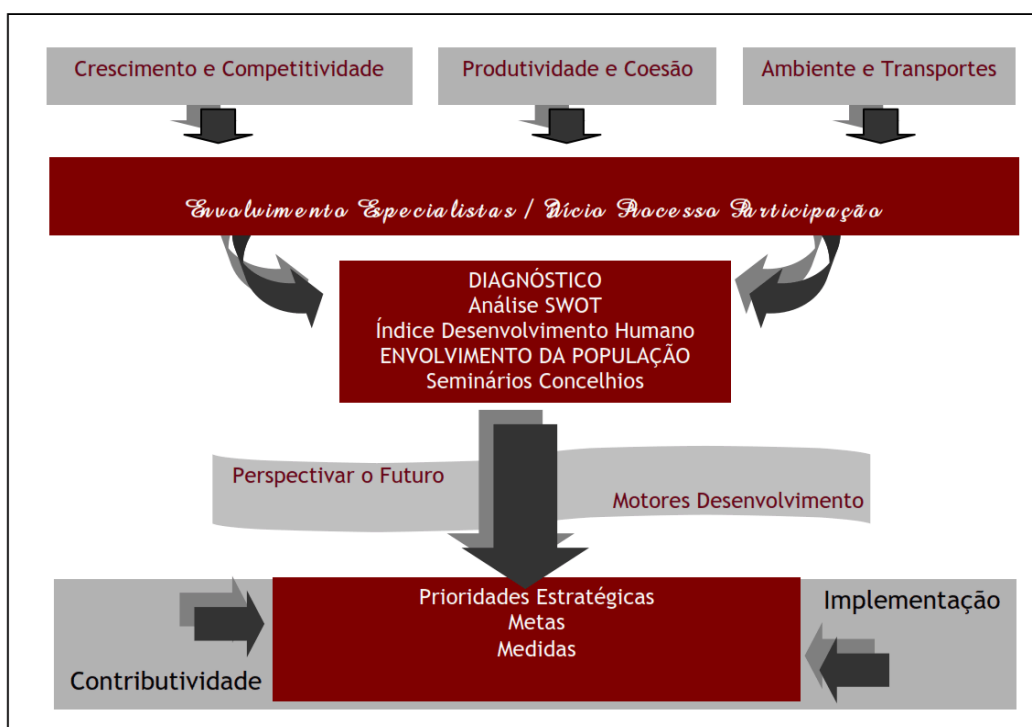 Crescimento e Competitividade
Produtividade e Coesão
Ambiente e Transportes
Envolvimento Especialistas / Início Processo Participação
DIAGNÓSTICO
Análise SWOT
Índice Desenvolvimento Humano
ENVOLVIMENTO DA POPULAÇÃO
Seminários Concelhios
Perspectivar o Futuro
Motores Desenvolvimento
Prioridades Estratégicas
Metas
Medidas
Implementação
Contributividade